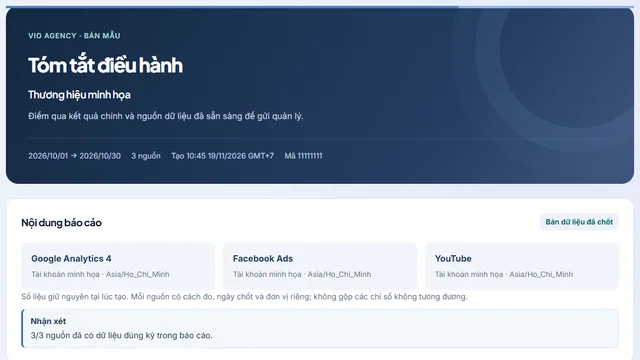 VIO AGENCY · BẢN MẪU
Tóm tắt điều hành
Thương hiệu minh họa
Điểm qua kết quả chính và nguồn dữ liệu đã sẵn sàng để gửi quản lý.
2026/10/01 → 2026/10/30 3 nguồn Tạo 10:45 19/11/2026 GMT+7 Mã 11111111
Nội dung báo cáo Bản dữ liệu đã chốt
Google Analytics 4 Facebook Ads YouTube
Tài khoản minh họa · Asia/Ho_Chi_Minh Tài khoản minh họa · Asia/Ho_Chi_Minh Tài khoản minh họa · Asia/Ho_Chi_Minh
Số liệu giữ nguyên tại lúc tạo. Mỗi nguồn có cách đo, ngày chốt và đơn vị riêng; không gộp các chỉ số không tương đương.
Nhận xét
3/3 nguồn đã có dữ liệu đúng kỳ trong báo cáo.